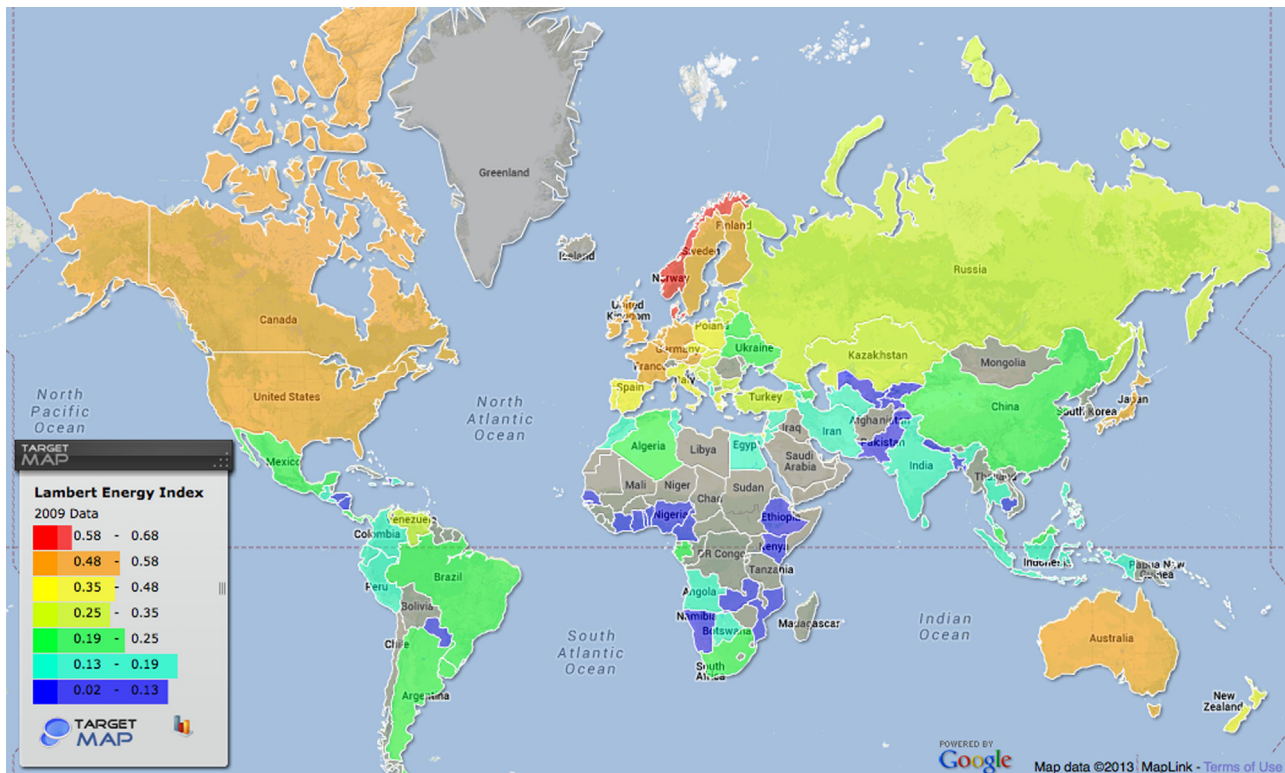 Greenland
Iceland
Finland
Sweden
Norway
Russia
Canada
United
Kingdom
Poland
Germany
Ukraine
France
Kazakhstan
Mongolia
Italy
Spain
Turkey
United States
North
Pacific
Ocean
North
Atlantic
Ocean
China
Japan
South Korea
Afghanistan
Iraq
Iran
Pakistan
Algeria
Libya
Egypt
Saudi
Arabia
India
Mexico
Mali
Niger
Chad
Sudan
Thailand
Venezuela
Colombia
Nigeria
Ethiopia
Kenya
DR Congo
Tanzania
Indonesia
Papua New
Guinea
Brazil
Peru
Bolivia
Angola
Namibia
Botswana
Madagascar
Chile
South
Atlantic
Ocean
Indian
Ocean
Australia
South
Africa
Argentina
New
Zealand
TARGET
MAP
Lambert Energy Index
2009 Data
0.58 - 0.68
0.48 - 0.58
0.35 - 0.48
0.25 - 0.35
0.19 - 0.25
0.13 - 0.19
0.02 - 0.13
TARGET
MAP
POWERED BY
Google
Map data ©2013 MapLink - Terms of Use